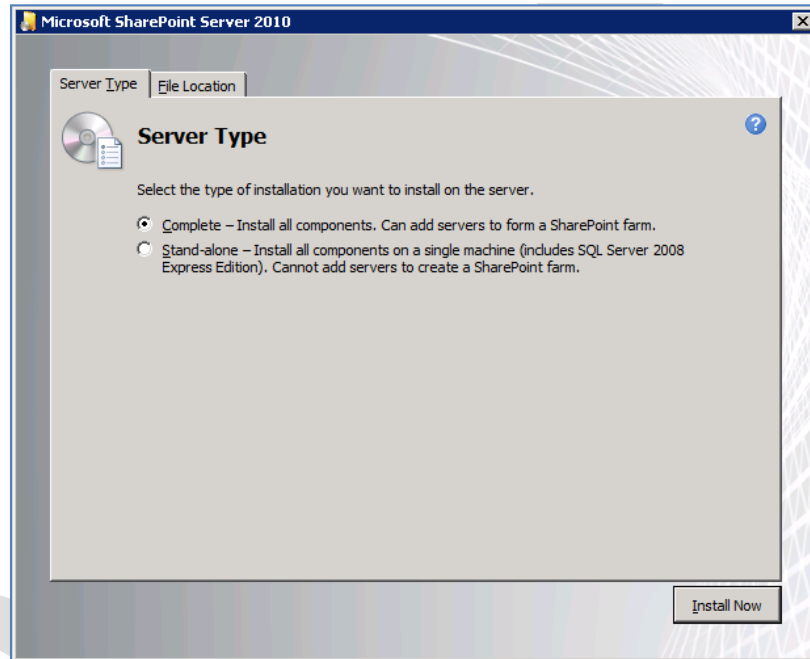 Microsoft SharePoint Server 2010
Server Type
File Location
Server Type
Select the type of installation you want to install on the server.
Complete – Install all components. Can add servers to form a SharePoint farm.
Stand-alone – Install all components on a single machine (includes SQL Server 2008
Express Edition). Cannot add servers to create a SharePoint farm.
Install Now